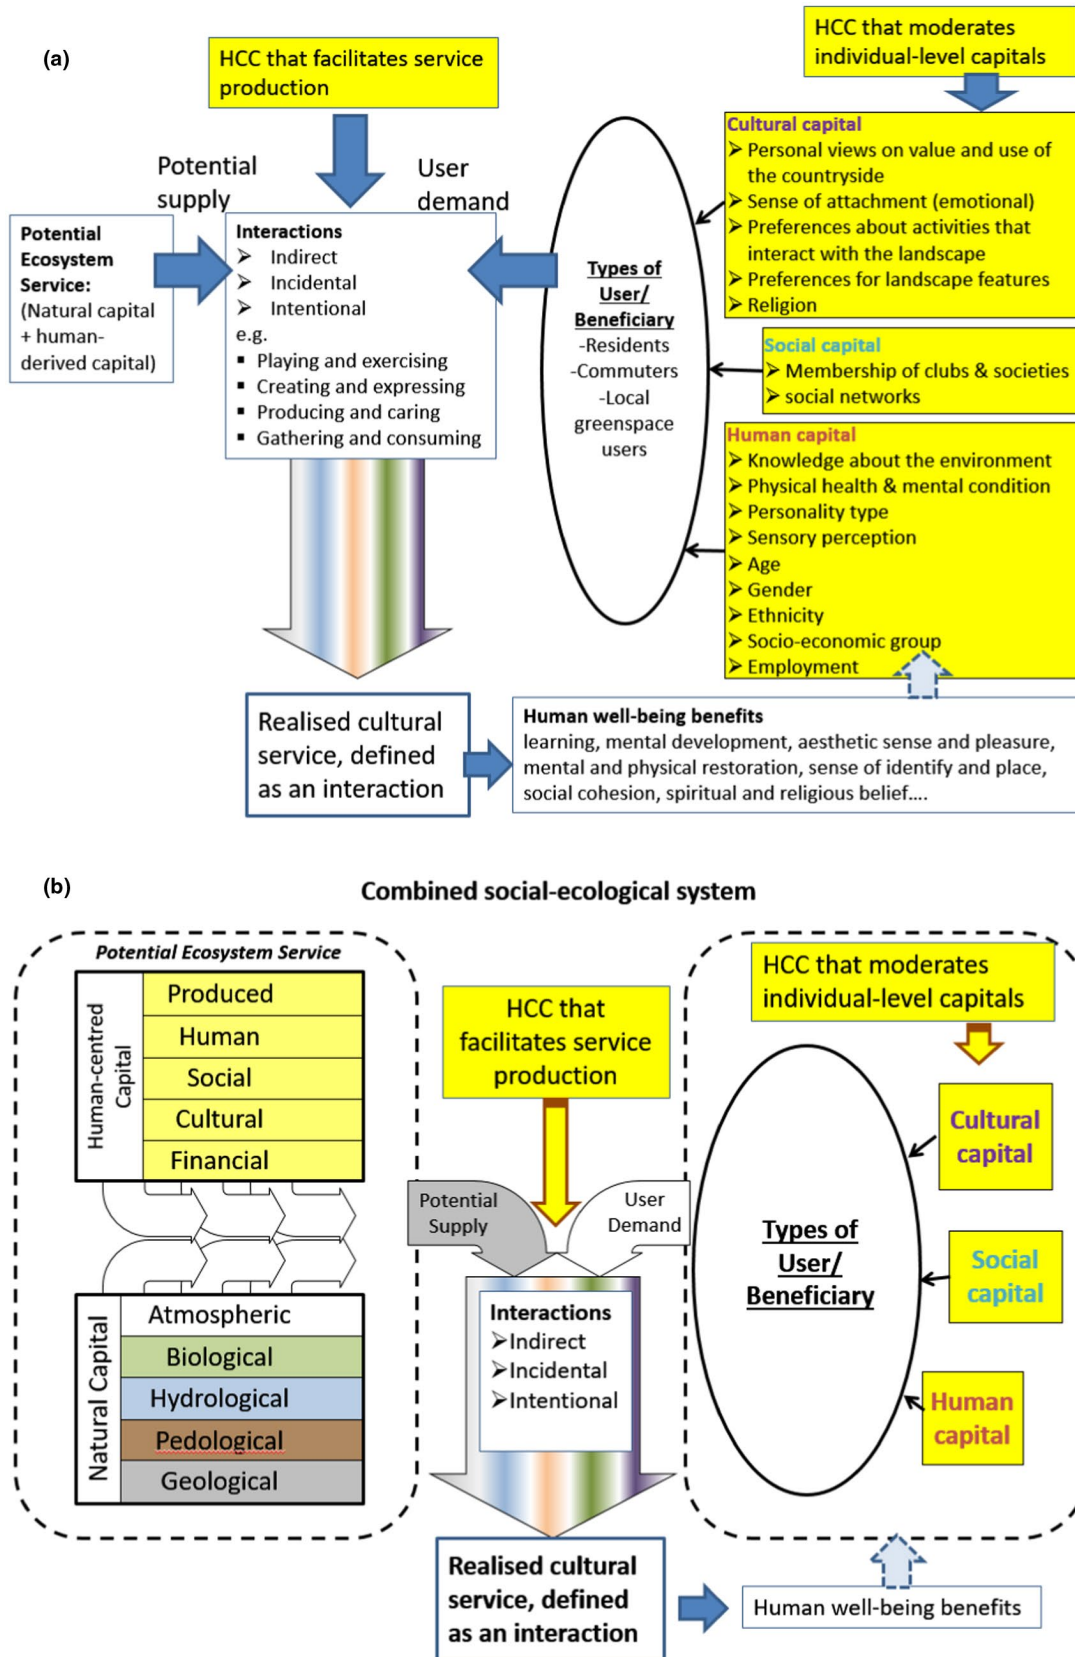 (a)
HCC that facilitates service
production
HCC that moderates
individual-level capitals
Potential
supply
User
demand
Potential
Ecosystem
Service:
(Natural capital
+ human-
derived capital)
Interactions
➢ Indirect
➢ Incidental
➢ Intentional
e.g.
▪ Playing and exercising
▪ Creating and expressing
▪ Producing and caring
▪ Gathering and consuming
Types of
User/
Beneficiary
-Residents
-Commuters
-Local
greenspace
users
Cultural capital
➢ Personal views on value and use of
the countryside
➢ Sense of attachment (emotional)
➢ Preferences about activities that
interact with the landscape
➢ Preferences for landscape features
➢ Religion
Social capital
➢ Membership of clubs & societies
➢ social networks
Human capital
➢ Knowledge about the environment
➢ Physical health & mental condition
➢ Personality type
➢ Sensory perception
➢ Age
➢ Gender
➢ Ethnicity
➢ Socio-economic group
➢ Employment
Realised cultural
service, defined
as an interaction
Human well-being benefits
learning, mental development, aesthetic sense and pleasure,
mental and physical restoration, sense of identify and place,
social cohesion, spiritual and religious belief....
(b)
Combined social-ecological system
Potential Ecosystem Service
Human-centred
Capital
Produced
Human
Social
Cultural
Financial
Natural Capital
Atmospheric
Biological
Hydrological
Pedological
Geological
HCC that
facilitates service
production
Potential
Supply
User
Demand
Interactions
➢Indirect
➢Incidental
➢Intentional
HCC that moderates
individual-level capitals
Types of
User/
Beneficiary
Cultural
capital
Social
capital
Human
capital
Realised cultural
service, defined
as an interaction
Human well-being benefits